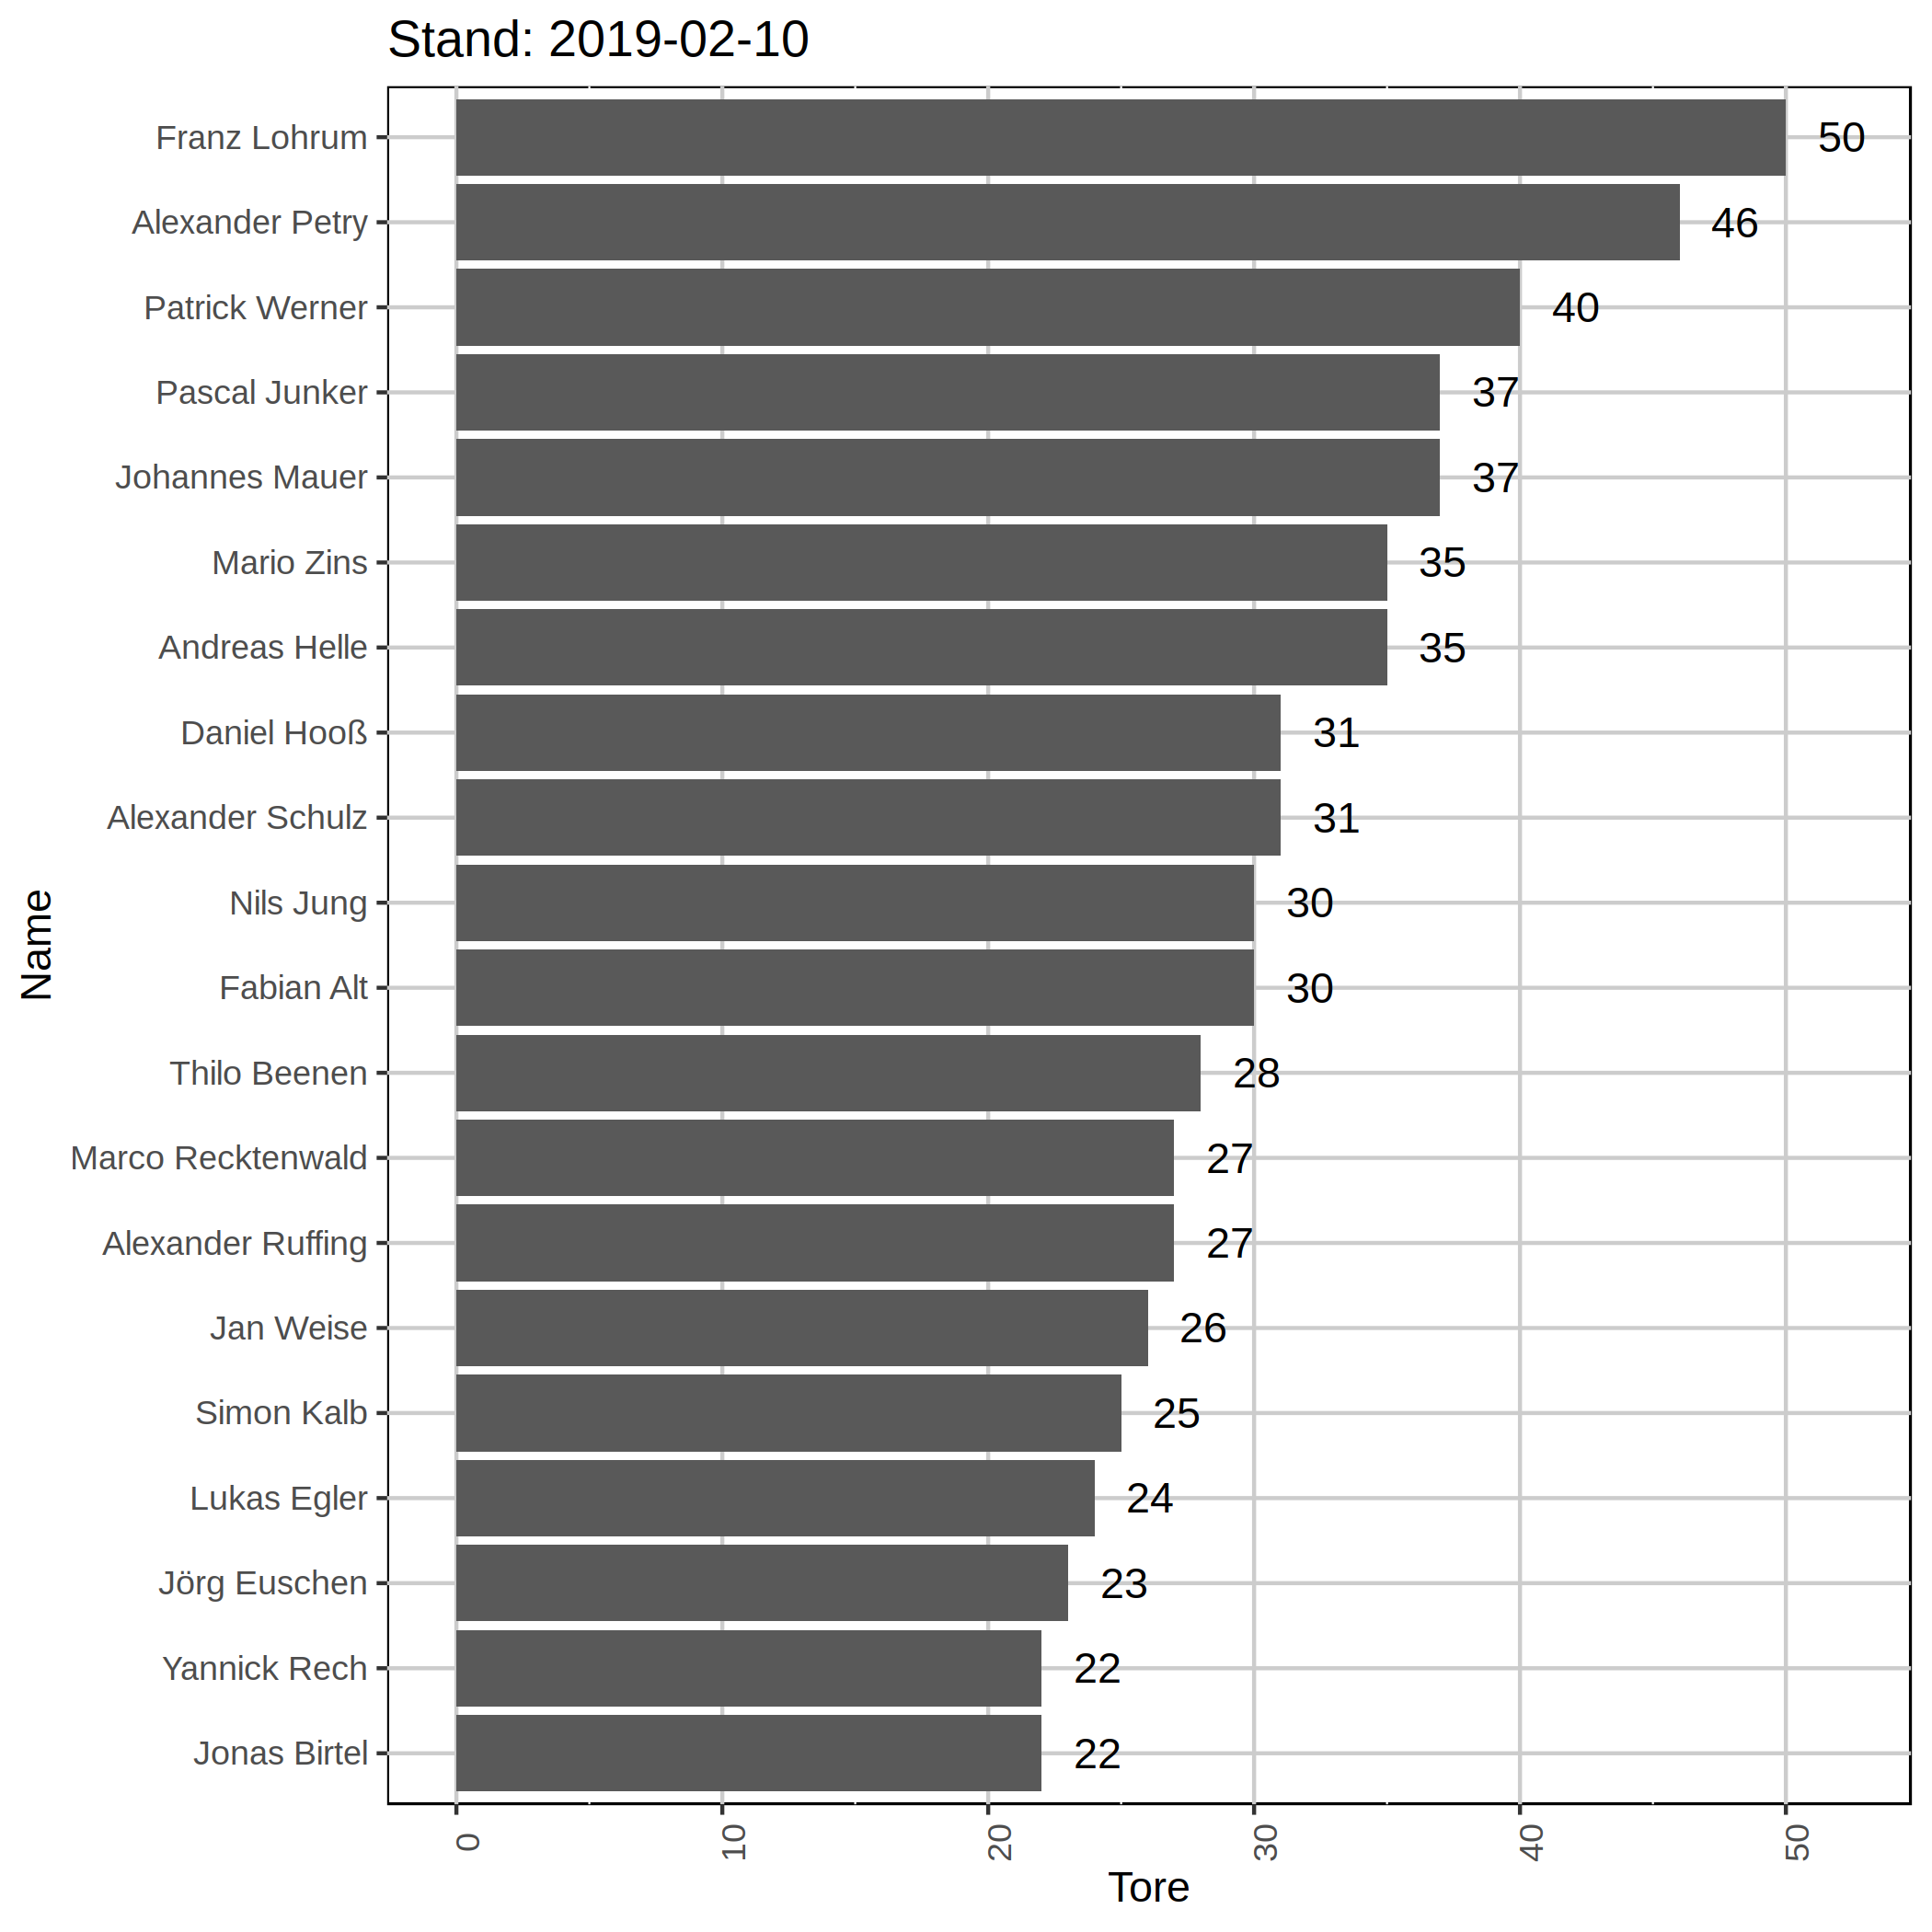 Stand: 2019-02-10
Franz Lohrum 50
Alexander Petry 46
Patrick Werner 40
Pascal Junker 37
Johannes Mauer 37
Mario Zins 35
Andreas Helle 35
Daniel Hooß 31
Alexander Schulz 31
Nils Jung 30
Fabian Alt 30
Thilo Beenen 28
Marco Recktenwald 27
Alexander Ruffing 27
Jan Weise 26
Simon Kalb 25
Lukas Egler 24
Jörg Euschen 23
Yannick Rech 22
Jonas Birtel 22
Name
0 10 20 30 40 50
Tore